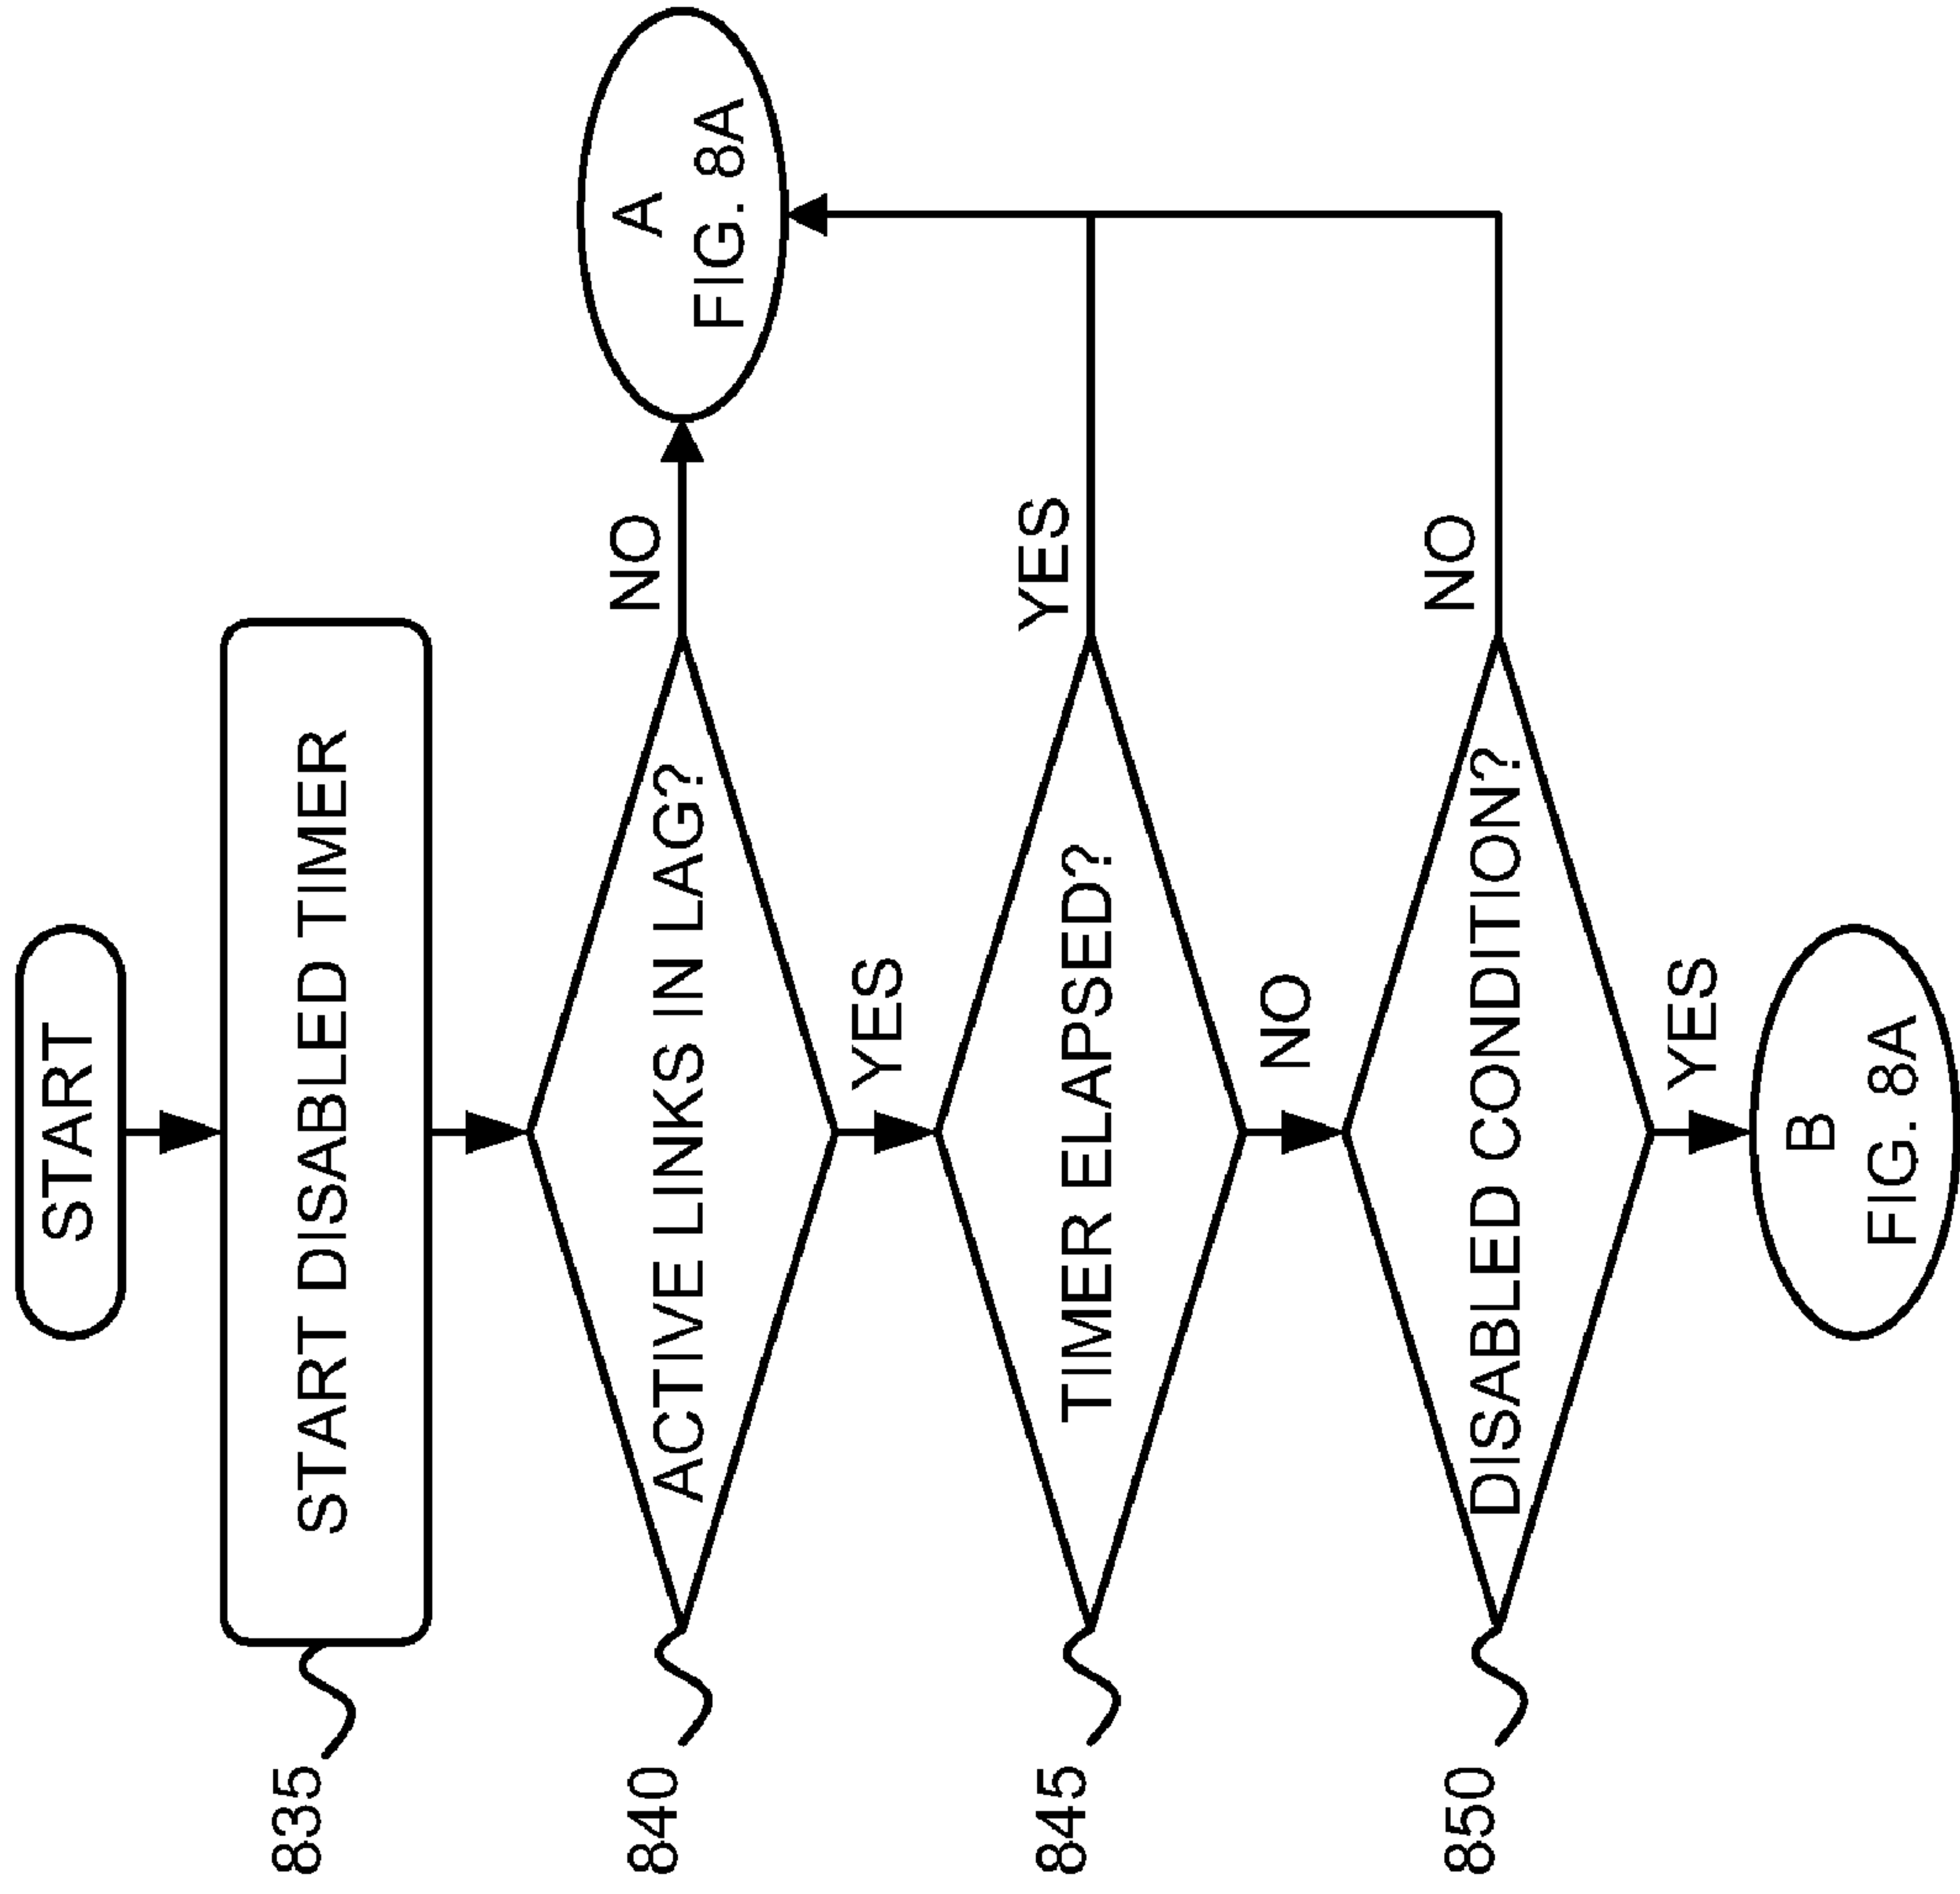 START
835
START DISABLED TIMER
840
ACTIVE LINKS IN LAG?
NO
A
FIG. 8A
YES
845
TIMER ELAPSED?
YES
NO
850
DISABLED CONDITION?
NO
YES
B
FIG. 8A